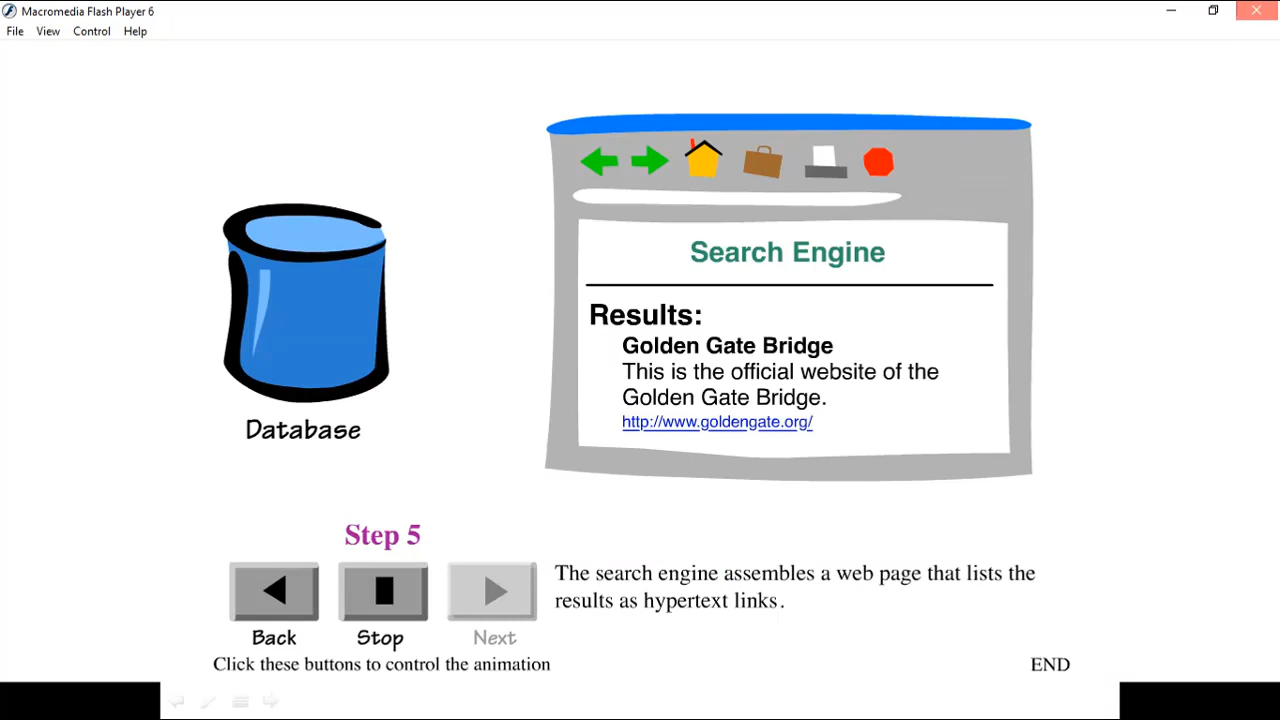 Macromedia Flash Player 6
File View Control Help
Search Engine
Results:
Golden Gate Bridge
This is the official website of the
Golden Gate Bridge.
http://www.goldengate.org/
Database
Step 5
The search engine assembles a web page that lists the
results as hypertext links.
Back Stop Next
Click these buttons to control the animation
END